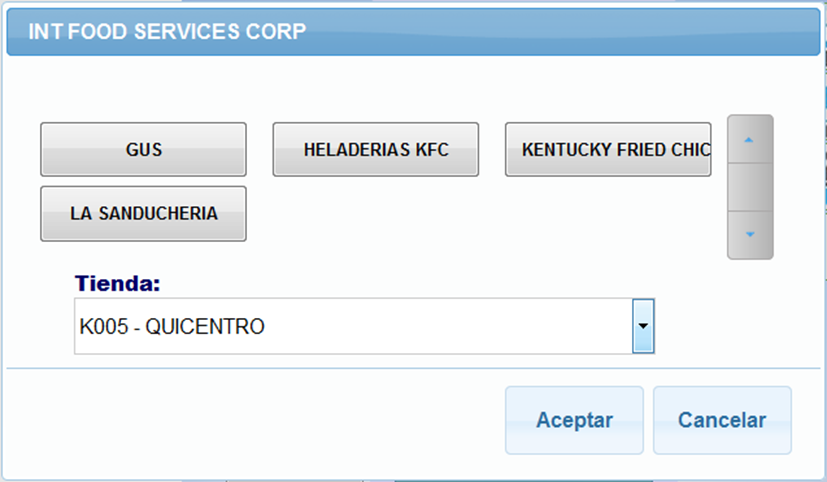 INT FOOD SERVICES CORP
GUS
HELADERIAS KFC
KENTUCKY FRIED CHIC
LA SANDUCHERIA
Tienda:
K005 - QUICENTRO
Aceptar
Cancelar